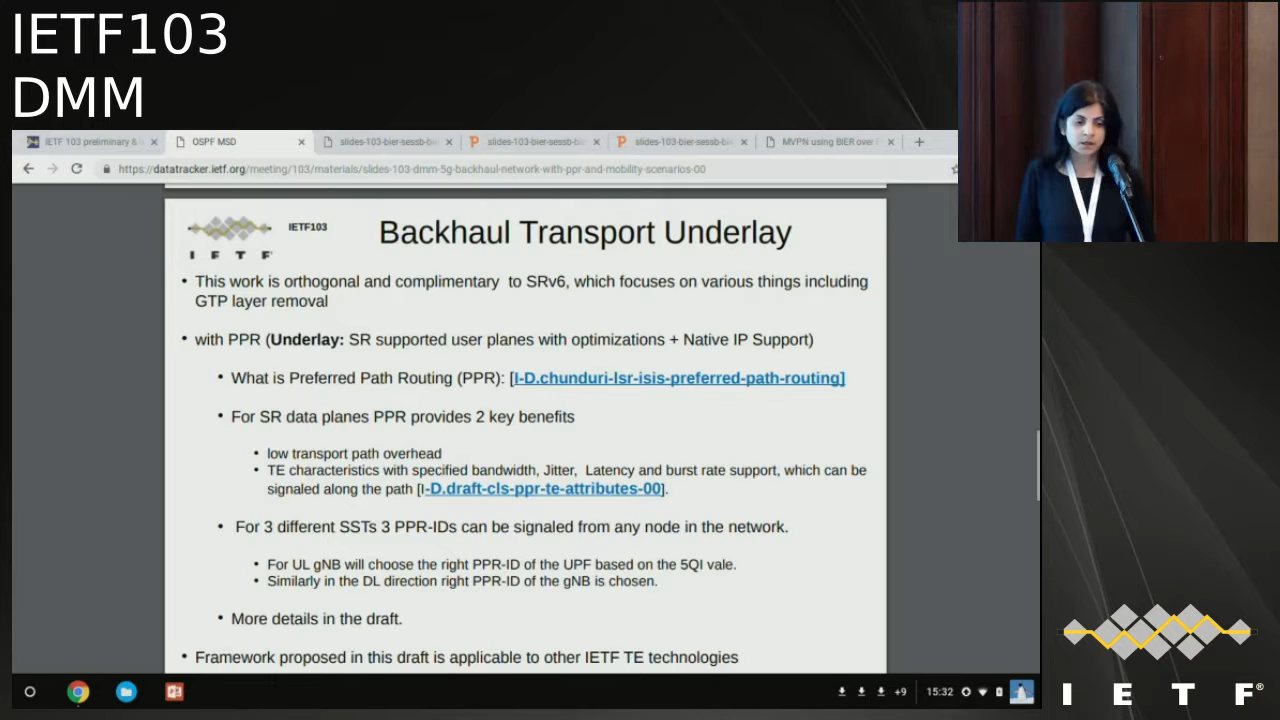 IETF103
DMM
IETF 103 preliminary &
OSPF MSD
slides-103-bier-sessb-ba
slides-103-bier-sessb-ba
slides-103-bier-sessb-ba
MVPN using BIER over
https://datatracker.ietf.org/meeting/103/materials/slides-103-dmm-5g-backhaul-network-with-ppr-and-mobility-scenarios-00
IETF103
I E T F
Backhaul Transport Underlay
• This work is orthogonal and complimentary to SRv6, which focuses on various things including
GTP layer removal
• with PPR (Underlay: SR supported user planes with optimizations + Native IP Support)
• What is Preferred Path Routing (PPR): [I-D.chunduri-lsr-isis-preferred-path-routing]
• For SR data planes PPR provides 2 key benefits
• low transport path overhead
• TE characteristics with specified bandwidth, Jitter, Latency and burst rate support, which can be
signaled along the path [I-D.draft-cls-ppr-te-attributes-00].
• For 3 different SSTs 3 PPR-IDs can be signaled from any node in the network.
• For UL gNB will choose the right PPR-ID of the UPF based on the 5QI vale.
• Similarly in the DL direction right PPR-ID of the gNB is chosen.
• More details in the draft.
• Framework proposed in this draft is applicable to other IETF TE technologies
+9 15:32
I E T F®